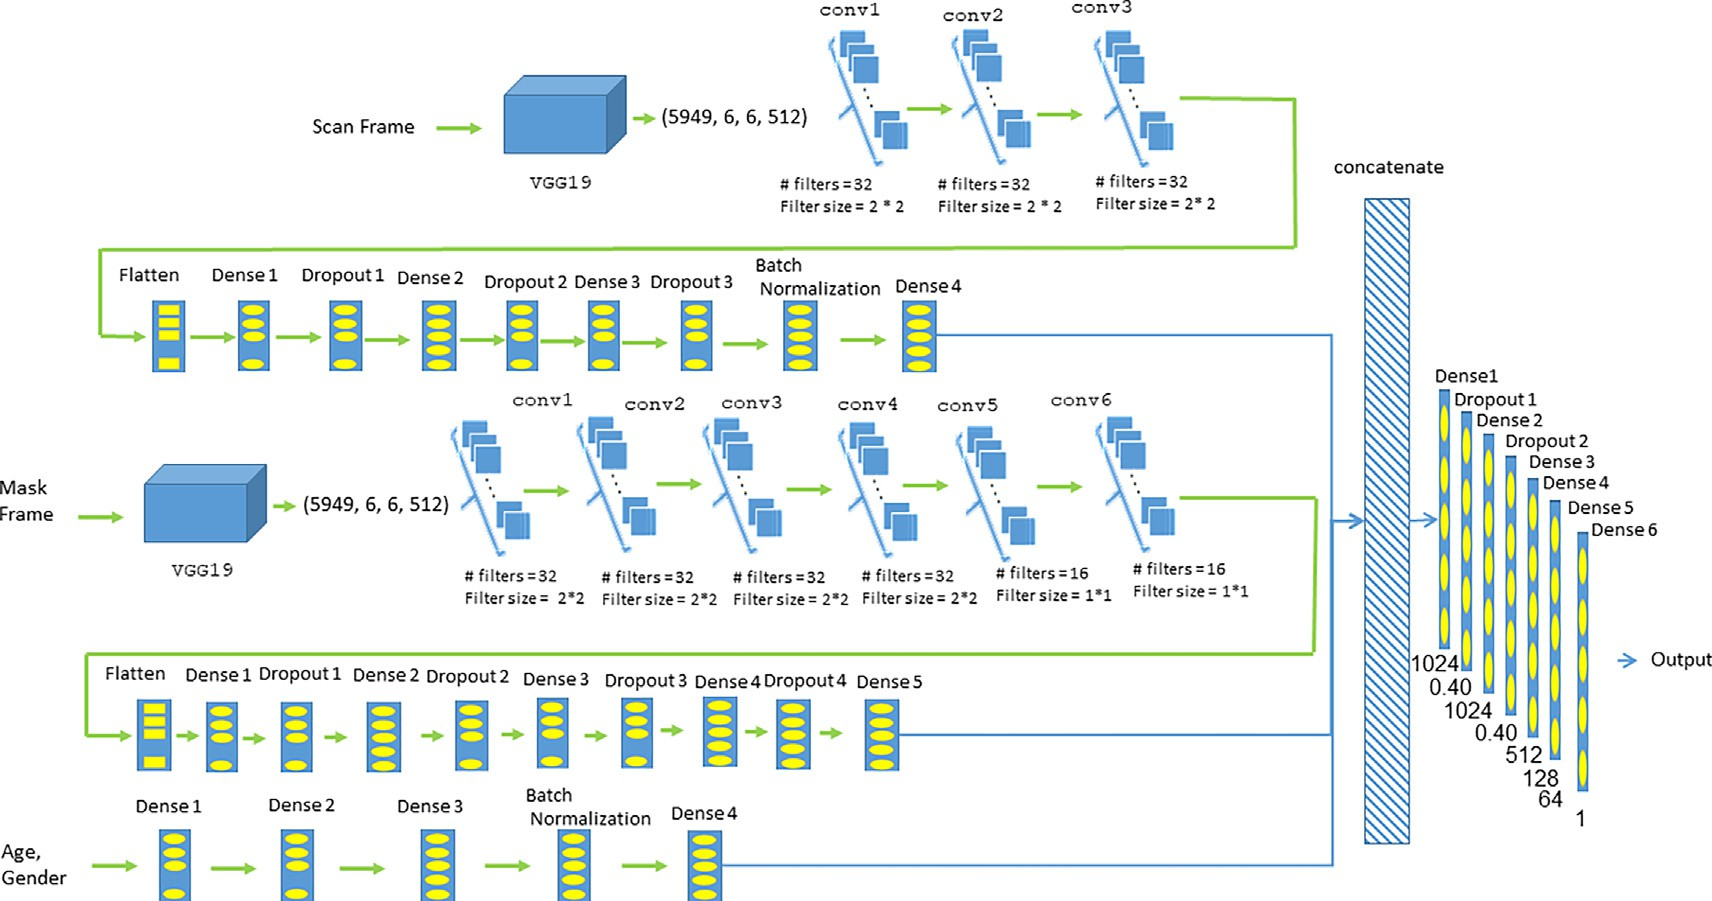 conv1
conv2
conv3
Scan Frame
(5949, 6, 6, 512)
VGG19
# filters =32
Filter size = 2 * 2
# filters =32
Filter size = 2 * 2
# filters =32
Filter size = 2* 2
concatenate
Flatten
Dense 1
Dropout 1
Dense 2
Dropout 2
Dense 3
Dropout 3
Batch
Normalization
Dense 4
conv1
conv2
conv3
conv4
conv5
conv6
Mask
Frame
(5949, 6, 6, 512)
VGG19
# filters =32
Filter size = 2*2
# filters =32
Filter size = 2*2
# filters =32
Filter size = 2*2
# filters =32
Filter size = 2*2
# filters =16
Filter size = 1*1
# filters =16
Filter size = 1*1
Flatten
Dense 1
Dropout 1
Dense 2
Dropout 2
Dense 3
Dropout 3
Dense 4
Dropout 4
Dense 5
Age,
Gender
Dense 1
Dense 2
Dense 3
Batch
Normalization
Dense 4
Dense1
Dropout 1
Dense 2
Dropout 2
Dense 3
Dense 4
Dense 5
Dense 6
1024
0.40
1024
0.40
512
128
64
1
Output